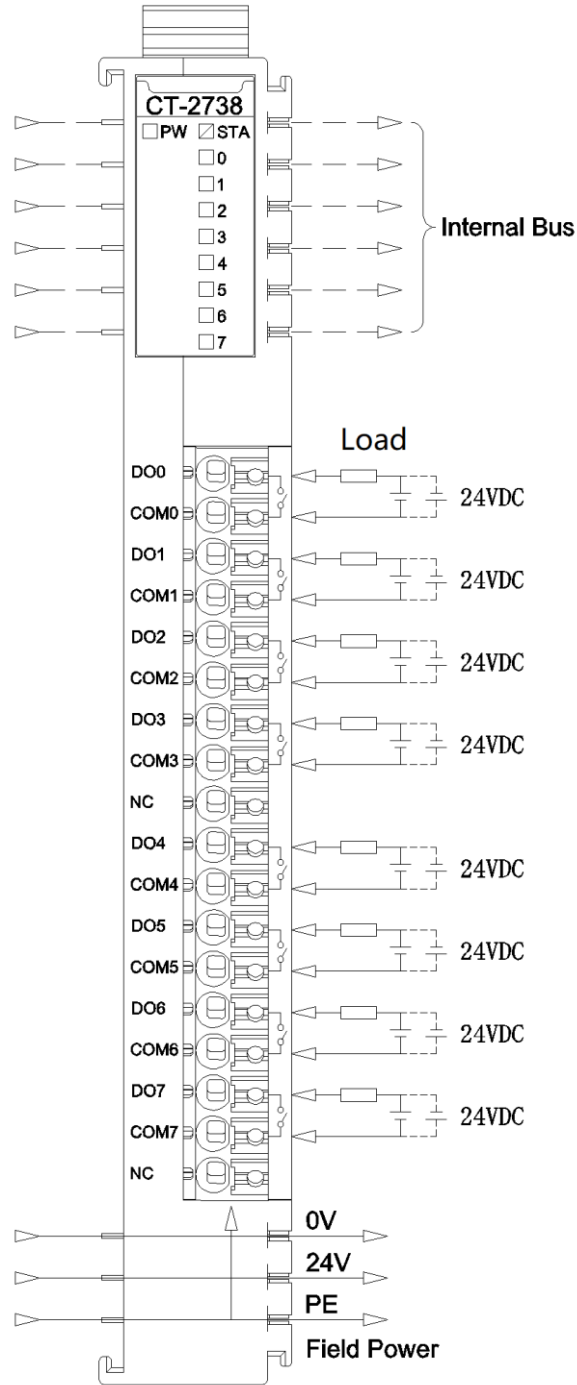 CT-2738
PW STA
0
1
2
3
4
5
6
7
Internal Bus
Load
DO0
24VDC
COM0
DO1
24VDC
COM1
DO2
24VDC
COM2
DO3
24VDC
COM3
NC
DO4
24VDC
COM4
DO5
24VDC
COM5
DO6
24VDC
COM6
DO7
24VDC
COM7
NC
0V
24V
PE
Field Power